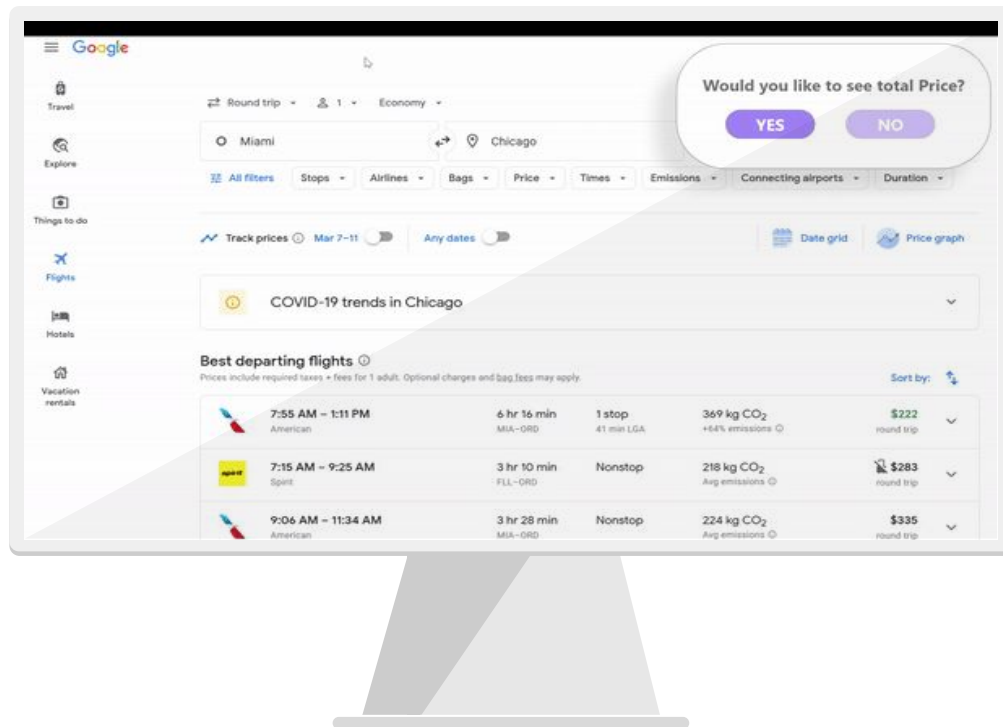 Google
Would you like to see total Price?
YES NO
Travel
Round trip 1 Economy
Miami Chicago
Explore
All filters Stops Airlines Bags Price Times Emissions Connecting airports Duration
Things to do
Track prices Mar 7–11 Any dates Date grid Price graph
Flights
COVID-19 trends in Chicago
Hotels
Best departing flights
Prices include required taxes + fees for 1 adult. Optional charges and bag fees may apply.
Sort by:
Vacation
rentals
7:55 AM – 1:11 PM 6 hr 16 min 1 stop 369 kg CO2 $222
American MIA–ORD 41 min LGA +64% emissions round trip
spirit
7:15 AM – 9:25 AM 3 hr 10 min Nonstop 218 kg CO2 $283
Spirit FLL–ORD Avg emissions round trip
9:06 AM – 11:34 AM 3 hr 28 min Nonstop 224 kg CO2 $335
American MIA–ORD Avg emissions round trip